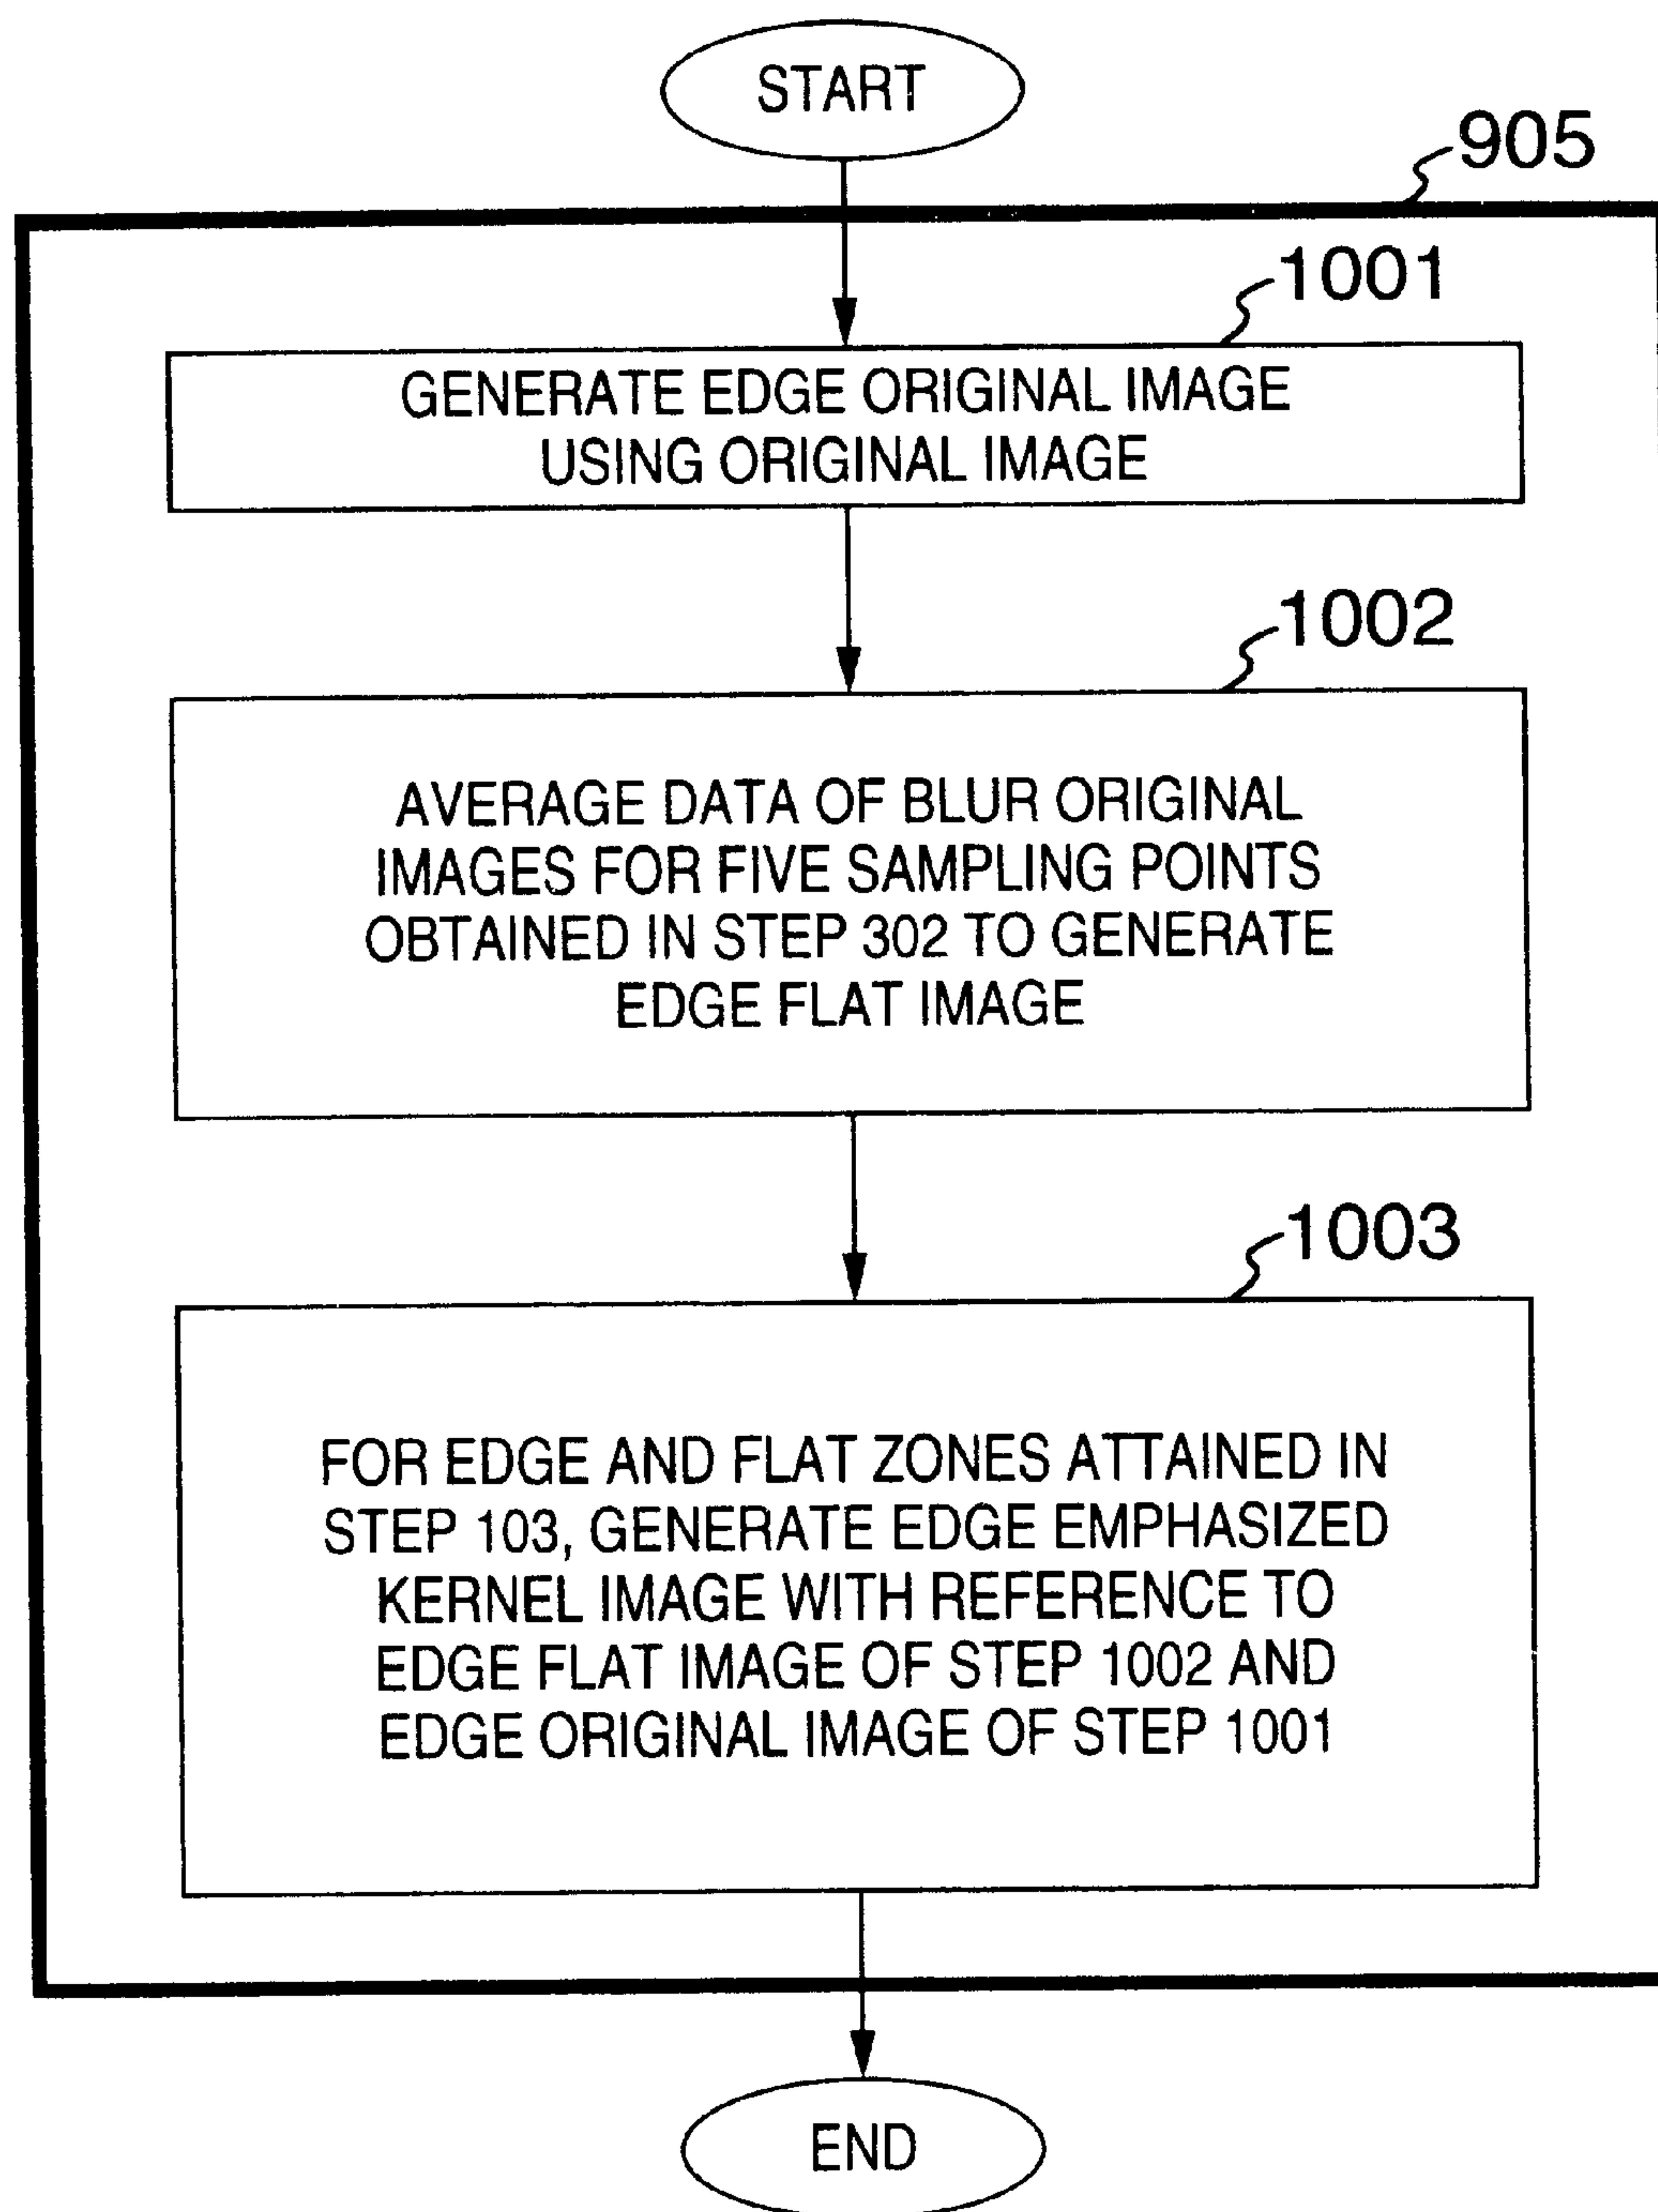 START
905
1001
GENERATE EDGE ORIGINAL IMAGE
USING ORIGINAL IMAGE
1002
AVERAGE DATA OF BLUR ORIGINAL
IMAGES FOR FIVE SAMPLING POINTS
OBTAINED IN STEP 302 TO GENERATE
EDGE FLAT IMAGE
1003
FOR EDGE AND FLAT ZONES ATTAINED IN
STEP 103, GENERATE EDGE EMPHASIZED
KERNEL IMAGE WITH REFERENCE TO
EDGE FLAT IMAGE OF STEP 1002 AND
EDGE ORIGINAL IMAGE OF STEP 1001
END